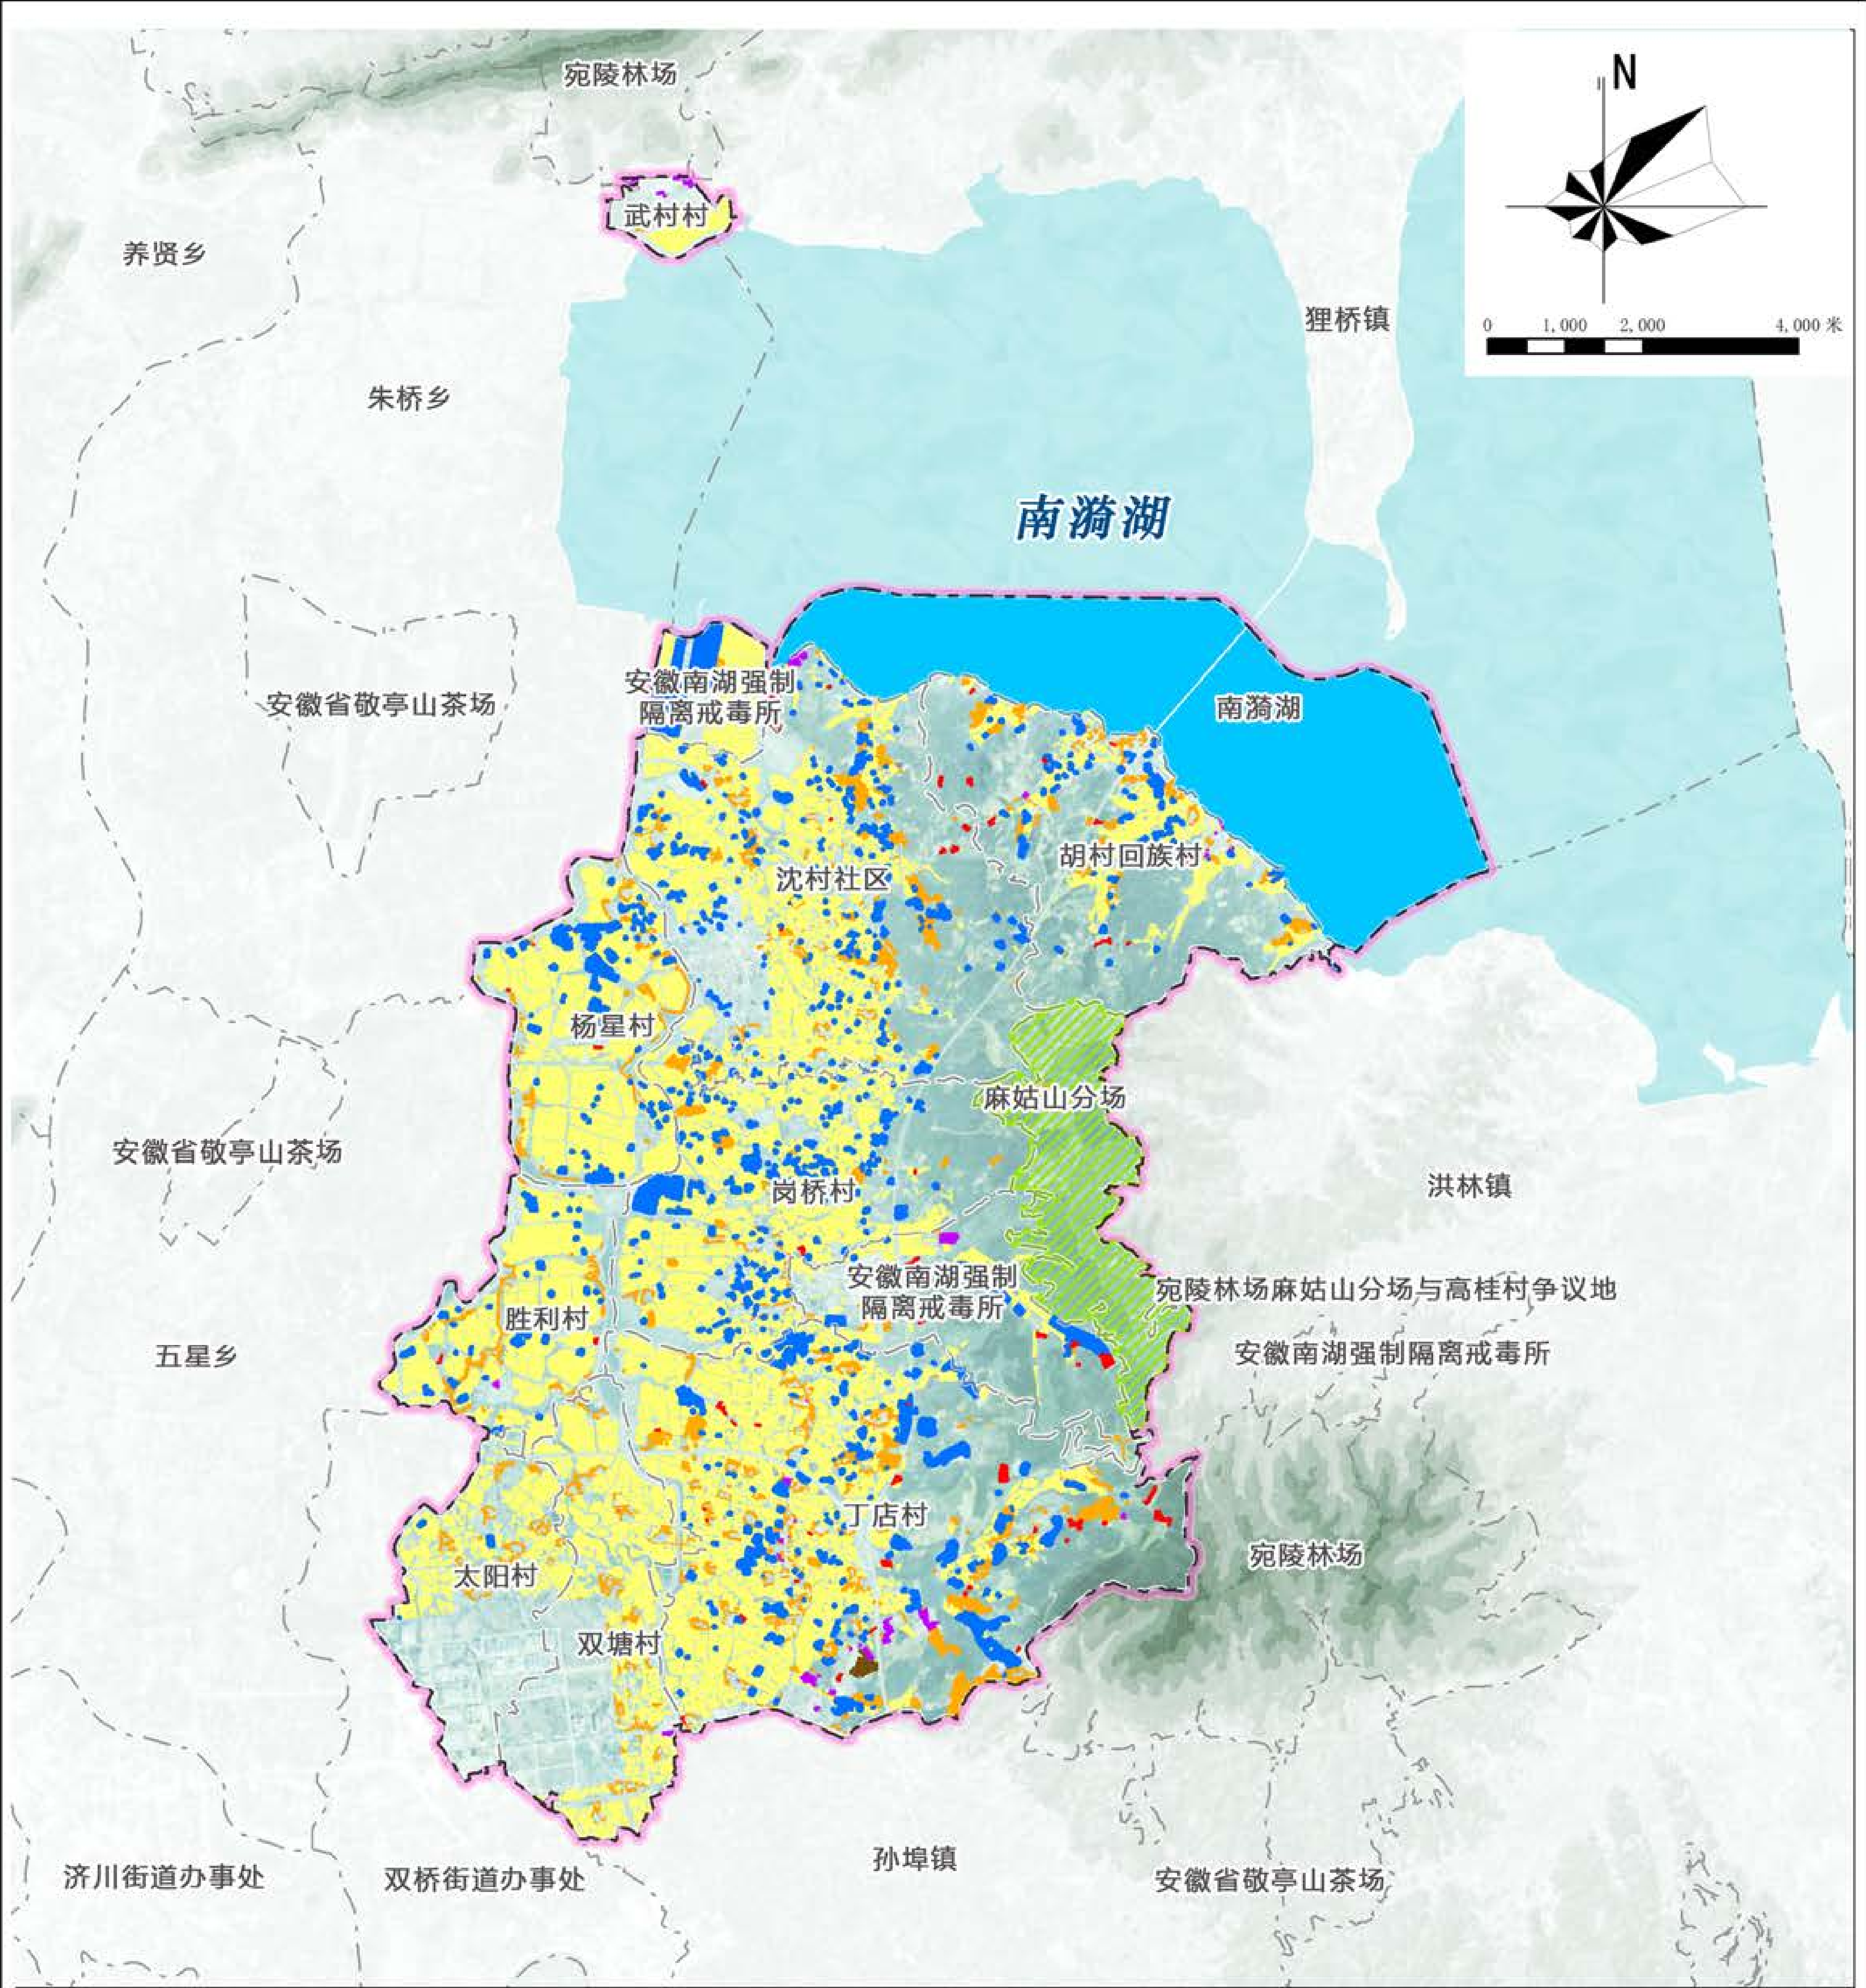 宛陵林场
N
武村村
养贤乡
狸桥镇
0 1,000 2,000 4,000 米
朱桥乡
南漪湖
安徽南湖强制
隔离戒毒所
安徽省敬亭山茶场
南漪湖
胡村回族村
沈村社区
杨星村
麻姑山分场
安徽省敬亭山茶场
岗桥村
洪林镇
安徽南湖强制
隔离戒毒所
宛陵林场麻姑山分场与高桂村争议地
胜利村
五星乡
安徽南湖强制隔离戒毒所
丁店村
宛陵林场
太阳村
双塘村
孙埠镇
济川街道办事处
双桥街道办事处
安徽省敬亭山茶场